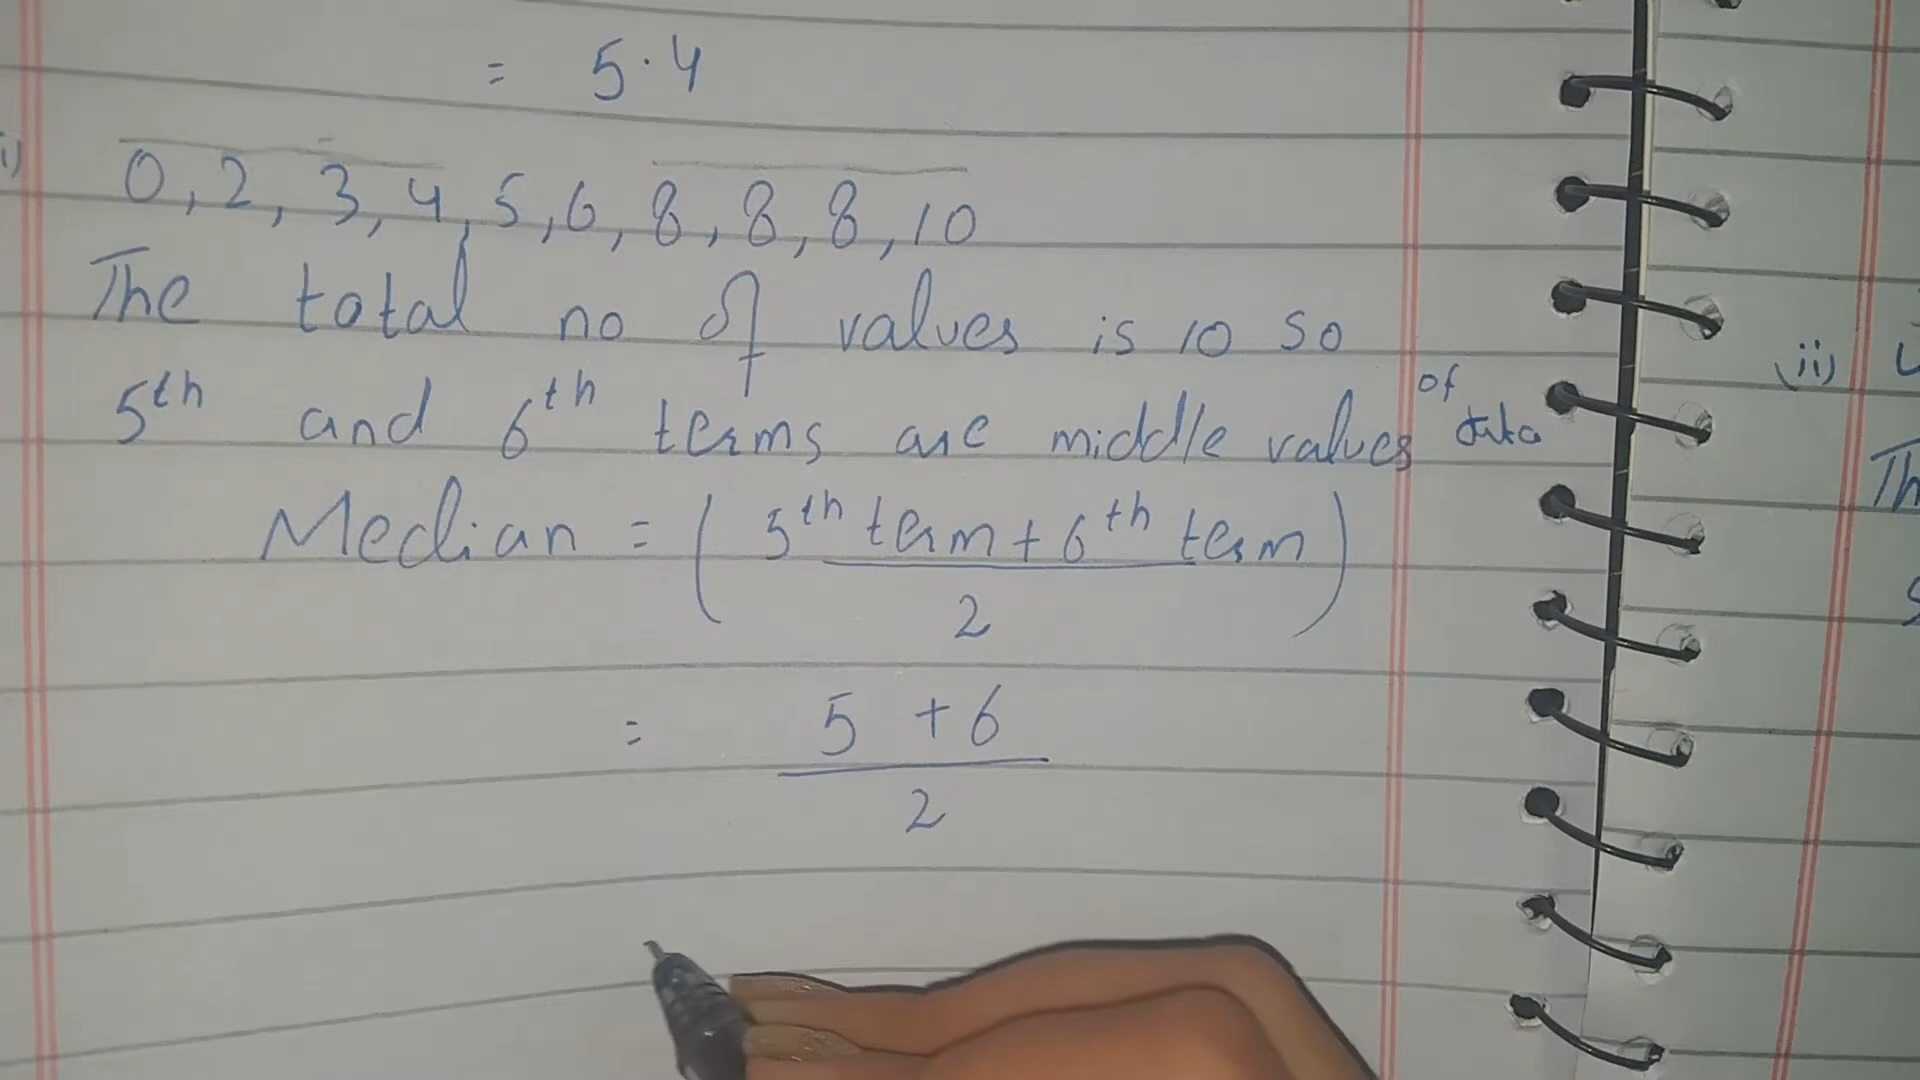 = 5.4
i) 0, 2, 3, 4, 5, 6, 8, 8, 8, 10
The total no of values is 10 so
5th and 6th terms are middle values of data
Median = ( 5th term + 6th term / 2 )
= 5 + 6 / 2
ii)
Th